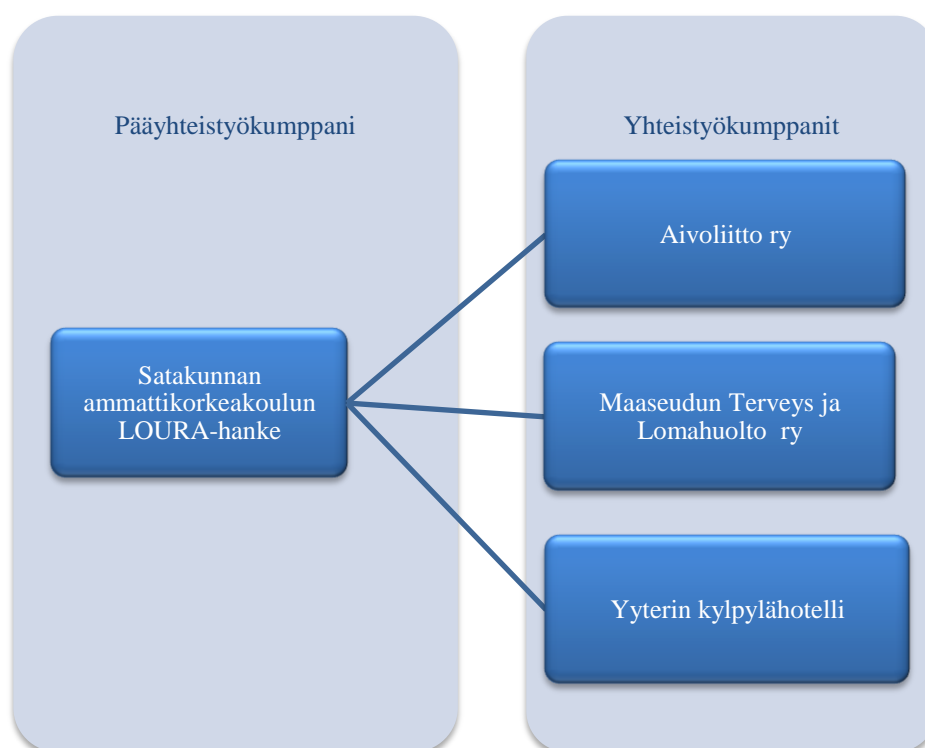 Pääyhteistyökumppani
Satakunnan
ammattikorkeakoulun
LOURA-hanke
Yhteistyökumppanit
Aivoliitto ry
Maaseudun Terveys ja
Lomahuolto  ry
Yyterin kylpylähotelli